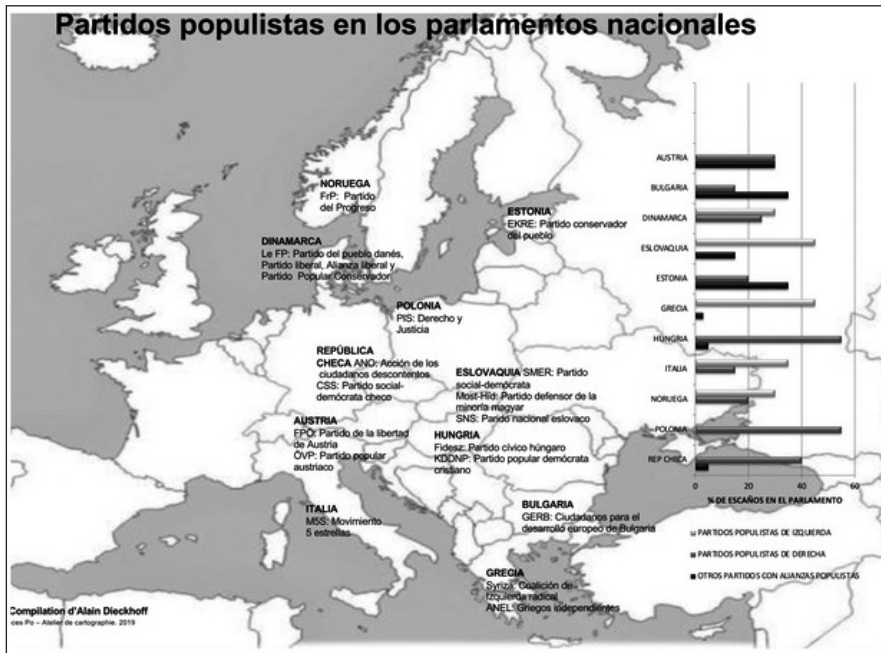 Partidos populistas en los parlamentos nacionales
NORUEGA
FrP: Partido
del Progreso
ESTONIA
EKRE: Partido conservador
del pueblo
DINAMARCA
Le FP: Partido del pueblo danés,
Partido liberal, Alianza liberal y
Partido Popular Conservador
POLONIA
PIS: Derecho y
Justicia
REPÚBLICA
CHECA ANO: Acción de los
ciudadanos descontentos
CSS: Partido social-
demócrata checo
ESLOVAQUIA SMER: Partido
social-demócrata
Most-Híd: Partido defensor de la
minoría magyar
SNS: Parido nacional eslovaco
AUSTRIA
FPÖ: Partido de la libertad
de Austria
ÖVP: Partido popular
austriaco
HUNGRIA
Fidesz: Partido cívico húngaro
KDDNP: Partido popular demócrata
cristiano
ITALIA
M5S: Movimiento
5 estrellas
BULGARIA
GERB: Ciudadanos para el
desarrollo europeo de Bulgaria
GRECIA
Syriza: Coalición de
Izquierda radical
ANEL: Griegos independientes
AUSTRIA
BULGARIA
DINAMARCA
ESLOVAQUIA
ESTONIA
GRECIA
HUNGRIA
ITALIA
NORUEGA
POLONIA
REP CHECA
0 20 40 60
% DE ESCAÑOS EN EL PARLAMENTO
PARTIDOS POPULISTAS DE IZQUIERDA
PARTIDOS POPULISTAS DE DERECHA
OTROS PARTIDOS CON ALIANZAS POPULISTAS
Compilation d'Alain Dieckhoff
ces Po – Atelier de cartographie. 2019